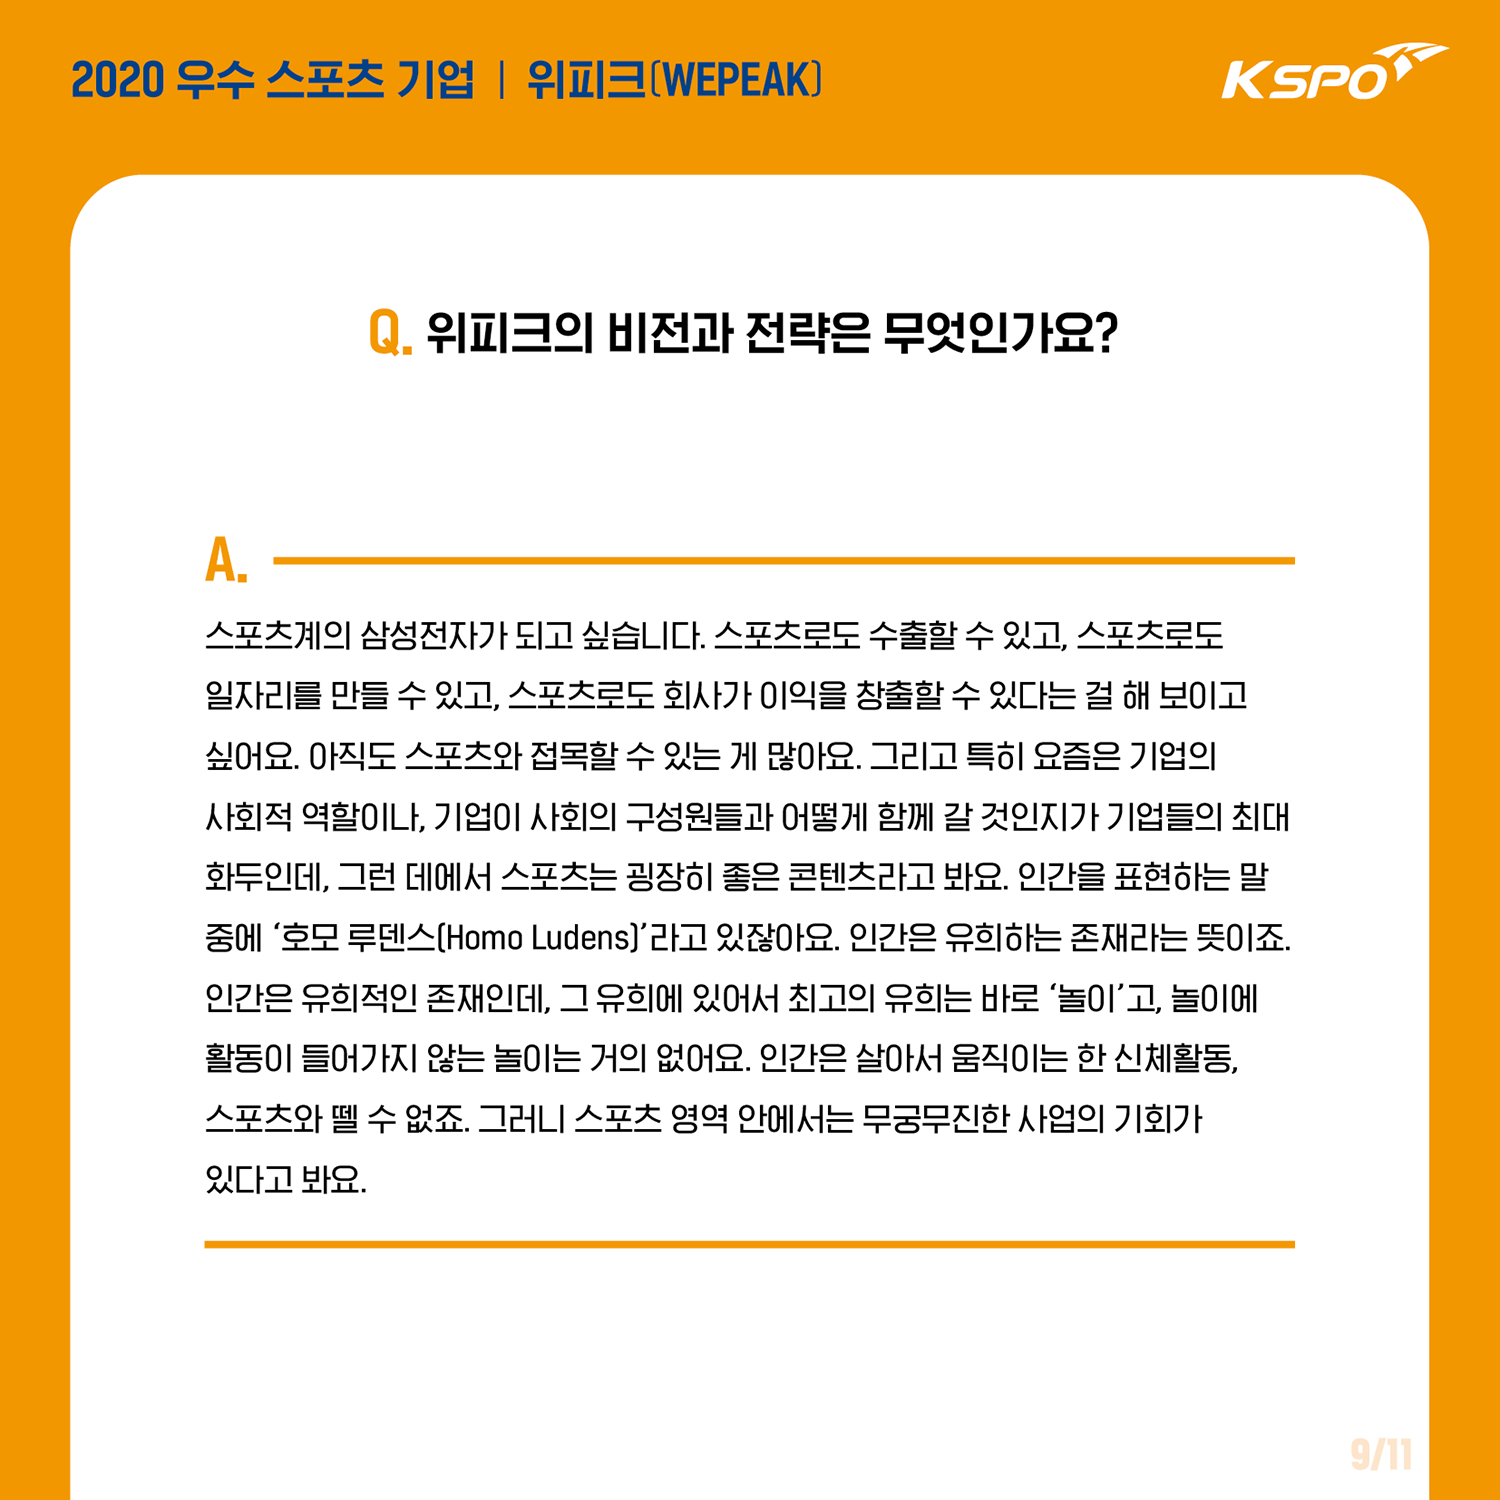 2020 우수 스포츠 기업 | 위피크(WEPEAK)
KSPO
Q. 위피크의 비전과 전략은 무엇인가요?
A.
스포츠계의 삼성전자가 되고 싶습니다. 스포츠로도 수출할 수 있고, 스포츠로도
일자리를 만들 수 있고, 스포츠로도 회사가 이익을 창출할 수 있다는 걸 해 보이고
싶어요. 아직도 스포츠와 접목할 수 있는 게 많아요. 그리고 특히 요즘은 기업의
사회적 역할이나, 기업이 사회의 구성원들과 어떻게 함께 갈 것인지가 기업들의 최대
화두인데, 그런 데에서 스포츠는 굉장히 좋은 콘텐츠라고 봐요. 인간을 표현하는 말
중에 ‘호모 루덴스(Homo Ludens)’라고 있잖아요. 인간은 유희하는 존재라는 뜻이죠.
인간은 유희적인 존재인데, 그 유희에 있어서 최고의 유희는 바로 ‘놀이’고, 놀이에
활동이 들어가지 않는 놀이는 거의 없어요. 인간은 살아서 움직이는 한 신체활동,
스포츠와 뗄 수 없죠. 그러니 스포츠 영역 안에서는 무궁무진한 사업의 기회가
있다고 봐요.
9/11